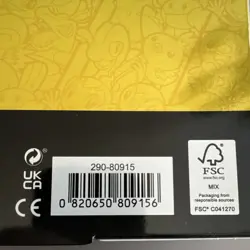 290-80915
0 820650 809156
UK
CA
CE
FSC
www.fsc.org
MIX
Packaging from
responsible sources
FSC® C041270